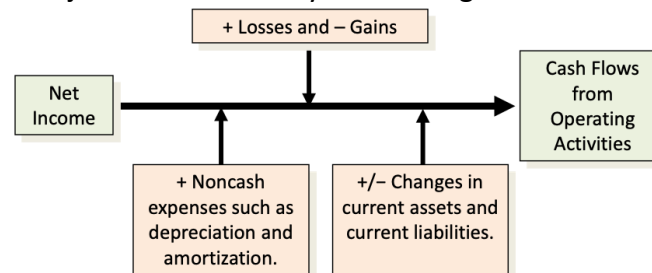 + Losses and – Gains
Net
Income
Cash Flows
from
Operating
Activities
+ Noncash
expenses such as
depreciation and
amortization.
+/– Changes in
current assets and
current liabilities.